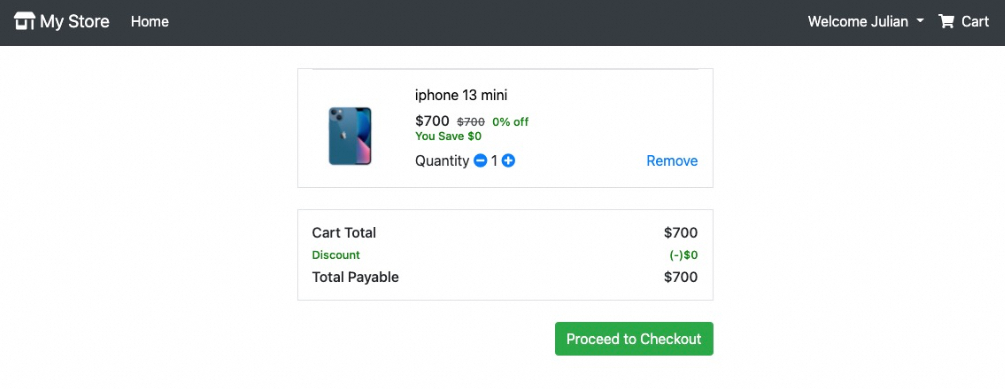 My Store Home Welcome Julian Cart
iphone 13 mini
$700 $700 0% off
You Save $0
Quantity 1 Remove
Cart Total $700
Discount (-)$0
Total Payable $700
Proceed to Checkout